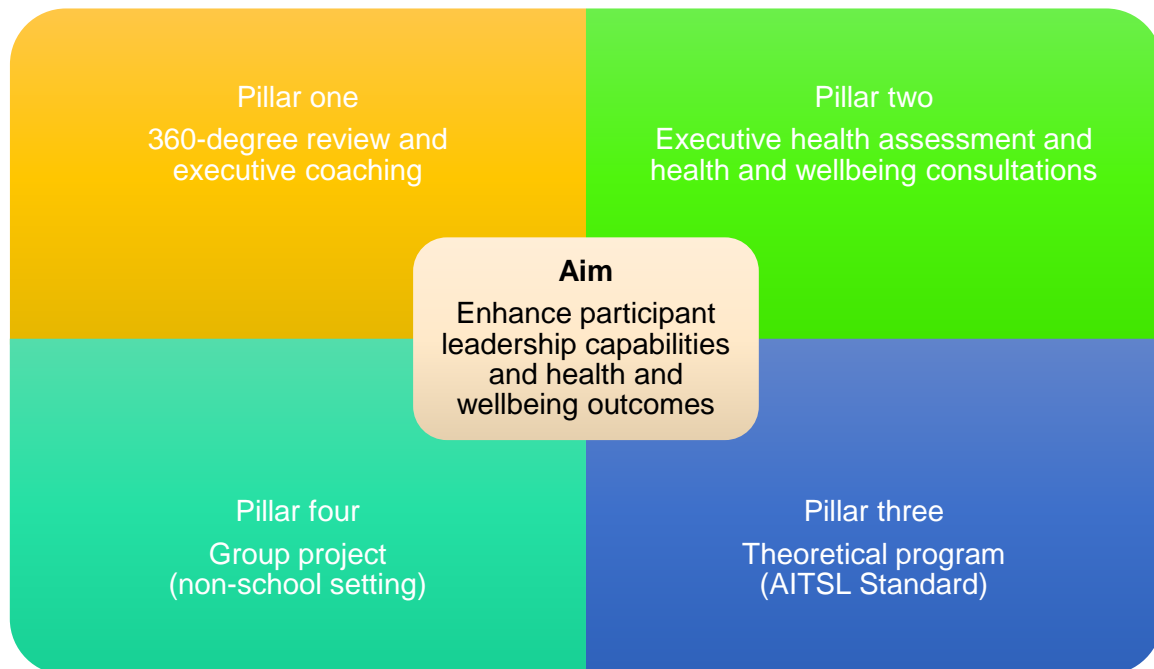 Pillar one
360-degree review and
executive coaching
Pillar two
Executive health assessment and
health and wellbeing consultations
Aim
Enhance participant
leadership capabilities
and health and
wellbeing outcomes
Pillar four
Group project
(non-school setting)
Pillar three
Theoretical program
(AITSL Standard)